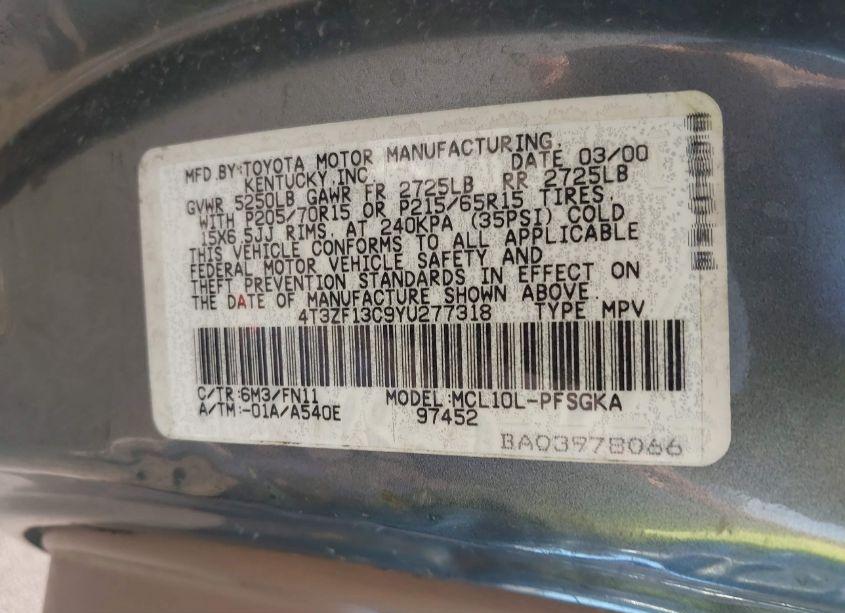 MFD.BY:TOYOTA MOTOR MANUFACTURING.
KENTUCKY,INC. DATE 03/00
GVWR 5250LB GAWR FR 2725LB RR 2725LB
WITH P205/70R15 OR P215/65R15 TIRES,
15X6.5JJ RIMS, AT 240KPA (35PSI) COLD
THIS VEHICLE CONFORMS TO ALL APPLICABLE
FEDERAL MOTOR VEHICLE SAFETY AND
THEFT PREVENTION STANDARDS IN EFFECT ON
THE DATE OF MANUFACTURE SHOWN ABOVE.
4T3ZF13C9YU277318 TYPE MPV
C/TR:6M3/FN11 MODEL:MCL10L-PFSGKA
A/TM:-01A/A540E 97452
BA03978066